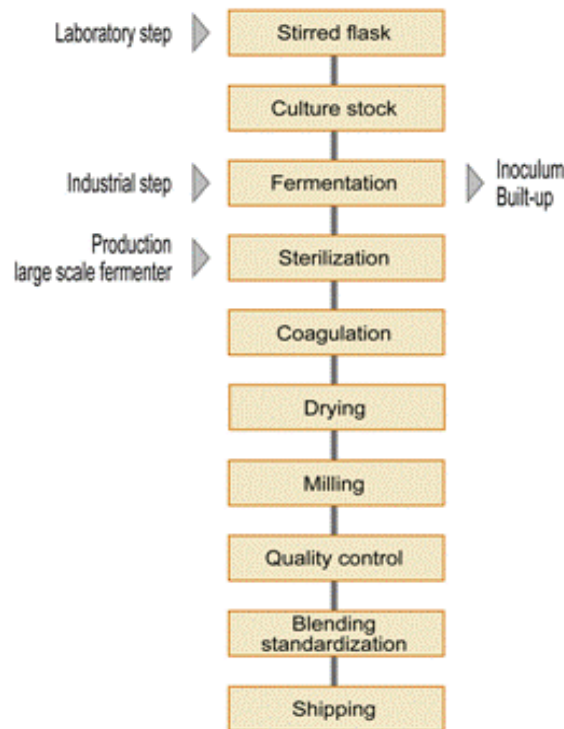 Laboratory step
Stirred flask
Culture stock
Industrial step
Fermentation
Inoculum
Built-up
Production
large scale fermenter
Sterilization
Coagulation
Drying
Milling
Quality control
Blending
standardization
Shipping